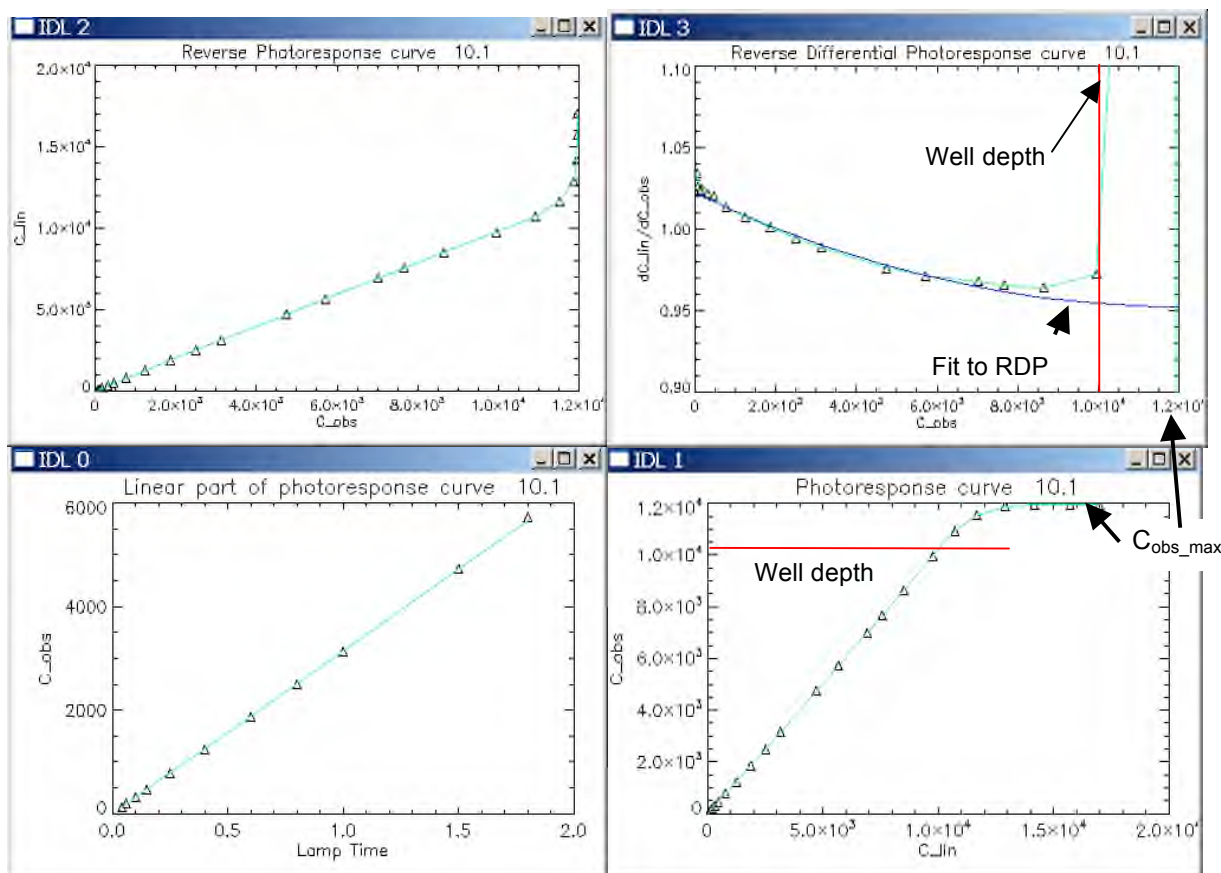 IDL 2
Reverse Photoresponse curve 10.1
2.0×10⁴
1.5×10⁴
1.0×10⁴
5.0×10³
0
C_lin
0 2.0×10³ 4.0×10³ 6.0×10³ 8.0×10³ 1.0×10⁴ 1.2×10⁴
C_obs
IDL 3
Reverse Differential Photoresponse curve 10.1
1.10
1.05
1.00
0.95
0.90
dC_lin/dC_obs
Well depth
Fit to RDP
0 2.0×10³ 4.0×10³ 6.0×10³ 8.0×10³ 1.0×10⁴ 1.2×10⁴
C_obs
IDL 0
Linear part of photoresponse curve 10.1
6000
4000
2000
0
C_obs
0.0 0.5 1.0 1.5 2.0
Lamp Time
IDL 1
Photoresponse curve 10.1
1.2×10⁴
1.0×10⁴
8.0×10³
6.0×10³
4.0×10³
2.0×10³
0
C_obs
Well depth
C_obs_max
0 5.0×10³ 1.0×10⁴ 1.5×10⁴ 2.0×10⁴
C_lin